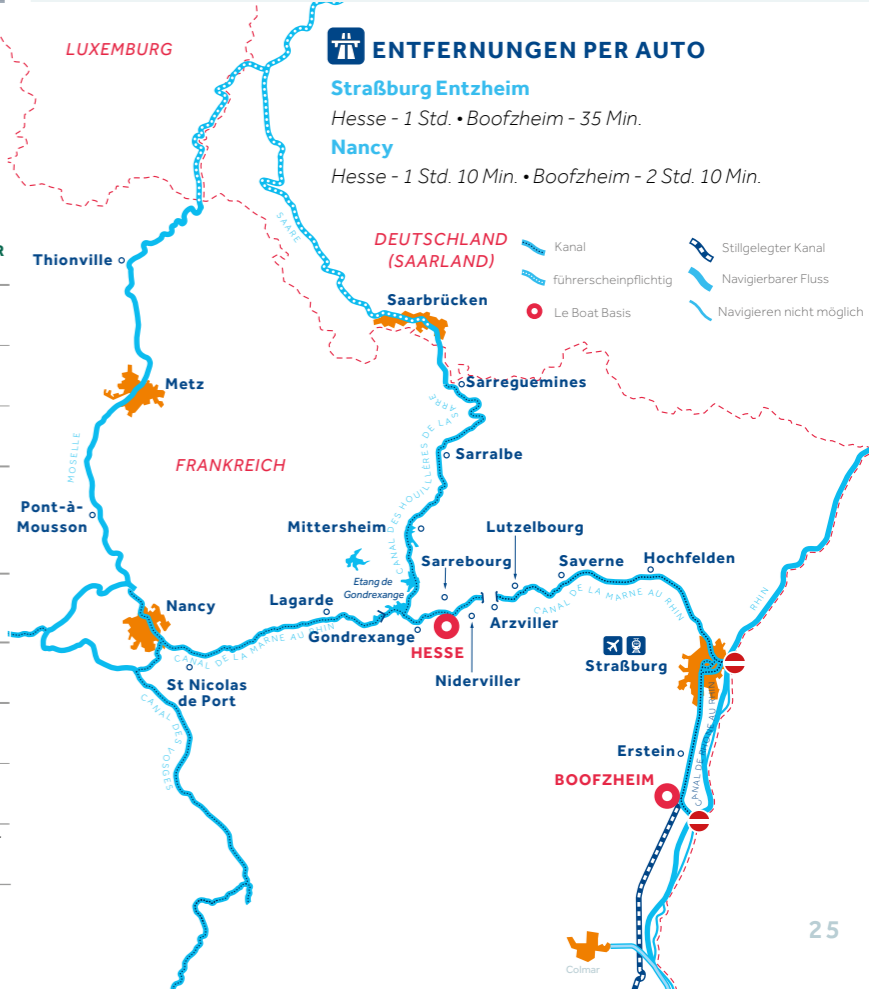 LUXEMBURG
ENTFERNUNGEN PER AUTO
Straßburg Entzheim
Hesse - 1 Std. • Boofzheim - 35 Min.
Nancy
Hesse - 1 Std. 10 Min. • Boofzheim - 2 Std. 10 Min.
SAARE
DEUTSCHLAND
(SAARLAND)
Kanal
führerscheinpflichtig
Le Boat Basis
Stillgelegter Kanal
Navigierbarer Fluss
Navigieren nicht möglich
R
Thionville
Saarbrücken
Metz
Sarreguemines
MOSELLE
FRANKREICH
Sarralbe
CANAL DES HOUILLLERES DE LA SARRE
Pont-à-
Mousson
Mittersheim
Lutzelbourg
Sarrebourg
Saverne
Hochfelden
Etang de
Gondrexange
RHIN
Nancy
Lagarde
CANAL DE LA MARNE AU RHIN
Gondrexange
HESSE
Arzviller
CANAL DE LA MARNE AU RHIN
Niderviller
Straßburg
St Nicolas
de Port
CANAL DES VOSGES
Erstein
BOOFZHEIM
Colmar
25